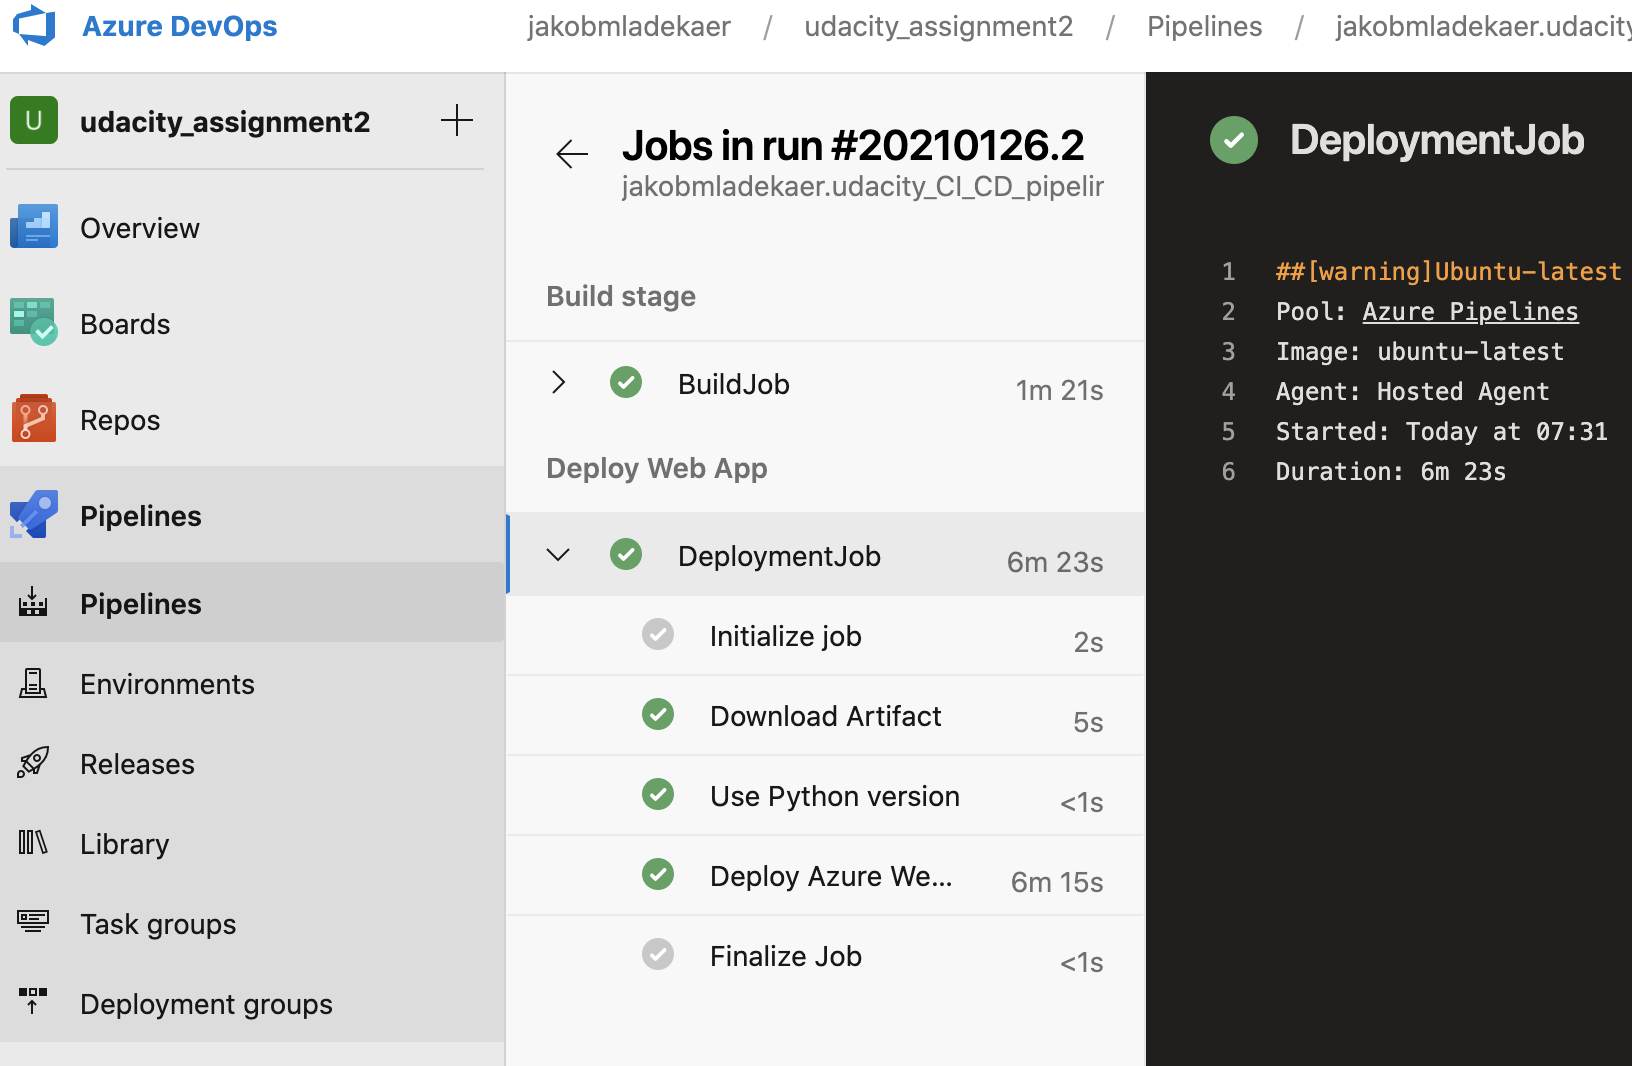 Azure DevOps
jakobmladekaer / udacity_assignment2 / Pipelines / jakobmladekaer.udacity
U udacity_assignment2
Overview
Boards
Repos
Pipelines
Pipelines
Environments
Releases
Library
Task groups
Deployment groups
Jobs in run #20210126.2
jakobmladekaer.udacity_CI_CD_pipelin
Build stage
BuildJob 1m 21s
Deploy Web App
DeploymentJob 6m 23s
Initialize job 2s
Download Artifact 5s
Use Python version <1s
Deploy Azure We... 6m 15s
Finalize Job <1s
DeploymentJob
1 ##[warning]Ubuntu-latest
2 Pool: Azure Pipelines
3 Image: ubuntu-latest
4 Agent: Hosted Agent
5 Started: Today at 07:31
6 Duration: 6m 23s